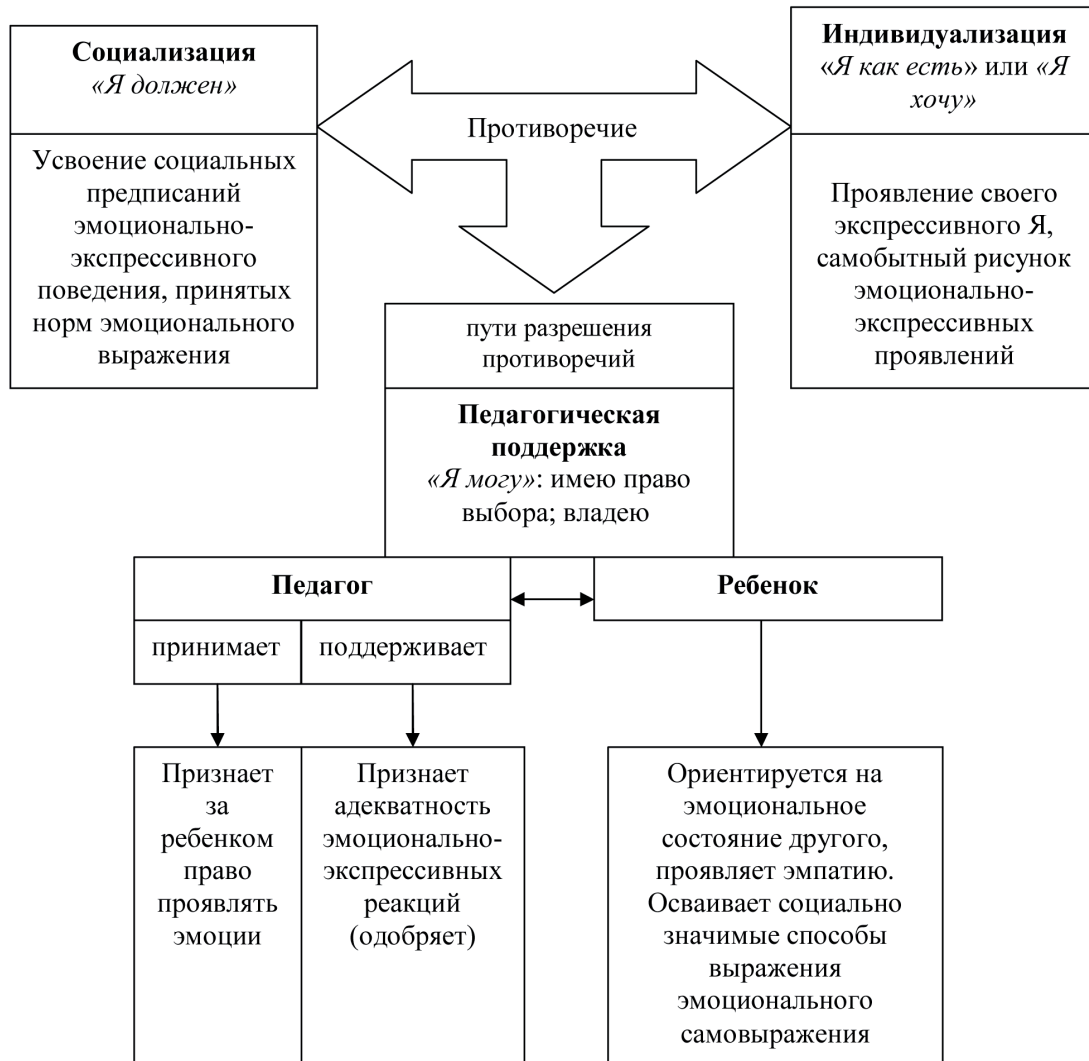 Социализация
«Я должен»
Усвоение социальных
предписаний
эмоционально-
экспрессивного
поведения, принятых
норм эмоционального
выражения
Противоречие
Индивидуализация
«Я как есть» или «Я
хочу»
Проявление своего
экспрессивного Я,
самобытный рисунок
эмоционально-
экспрессивных
проявлений
пути разрешения
противоречий
Педагогическая
поддержка
«Я могу»: имею право
выбора; владею
Педагог
принимает
поддерживает
Ребенок
Признает
за
ребенком
право
проявлять
эмоции
Признает
адекватность
эмоционально-
экспрессивных
реакций
(одобряет)
Ориентируется на
эмоциональное
состояние другого,
проявляет эмпатию.
Осваивает социально
значимые способы
выражения
эмоционального
самовыражения